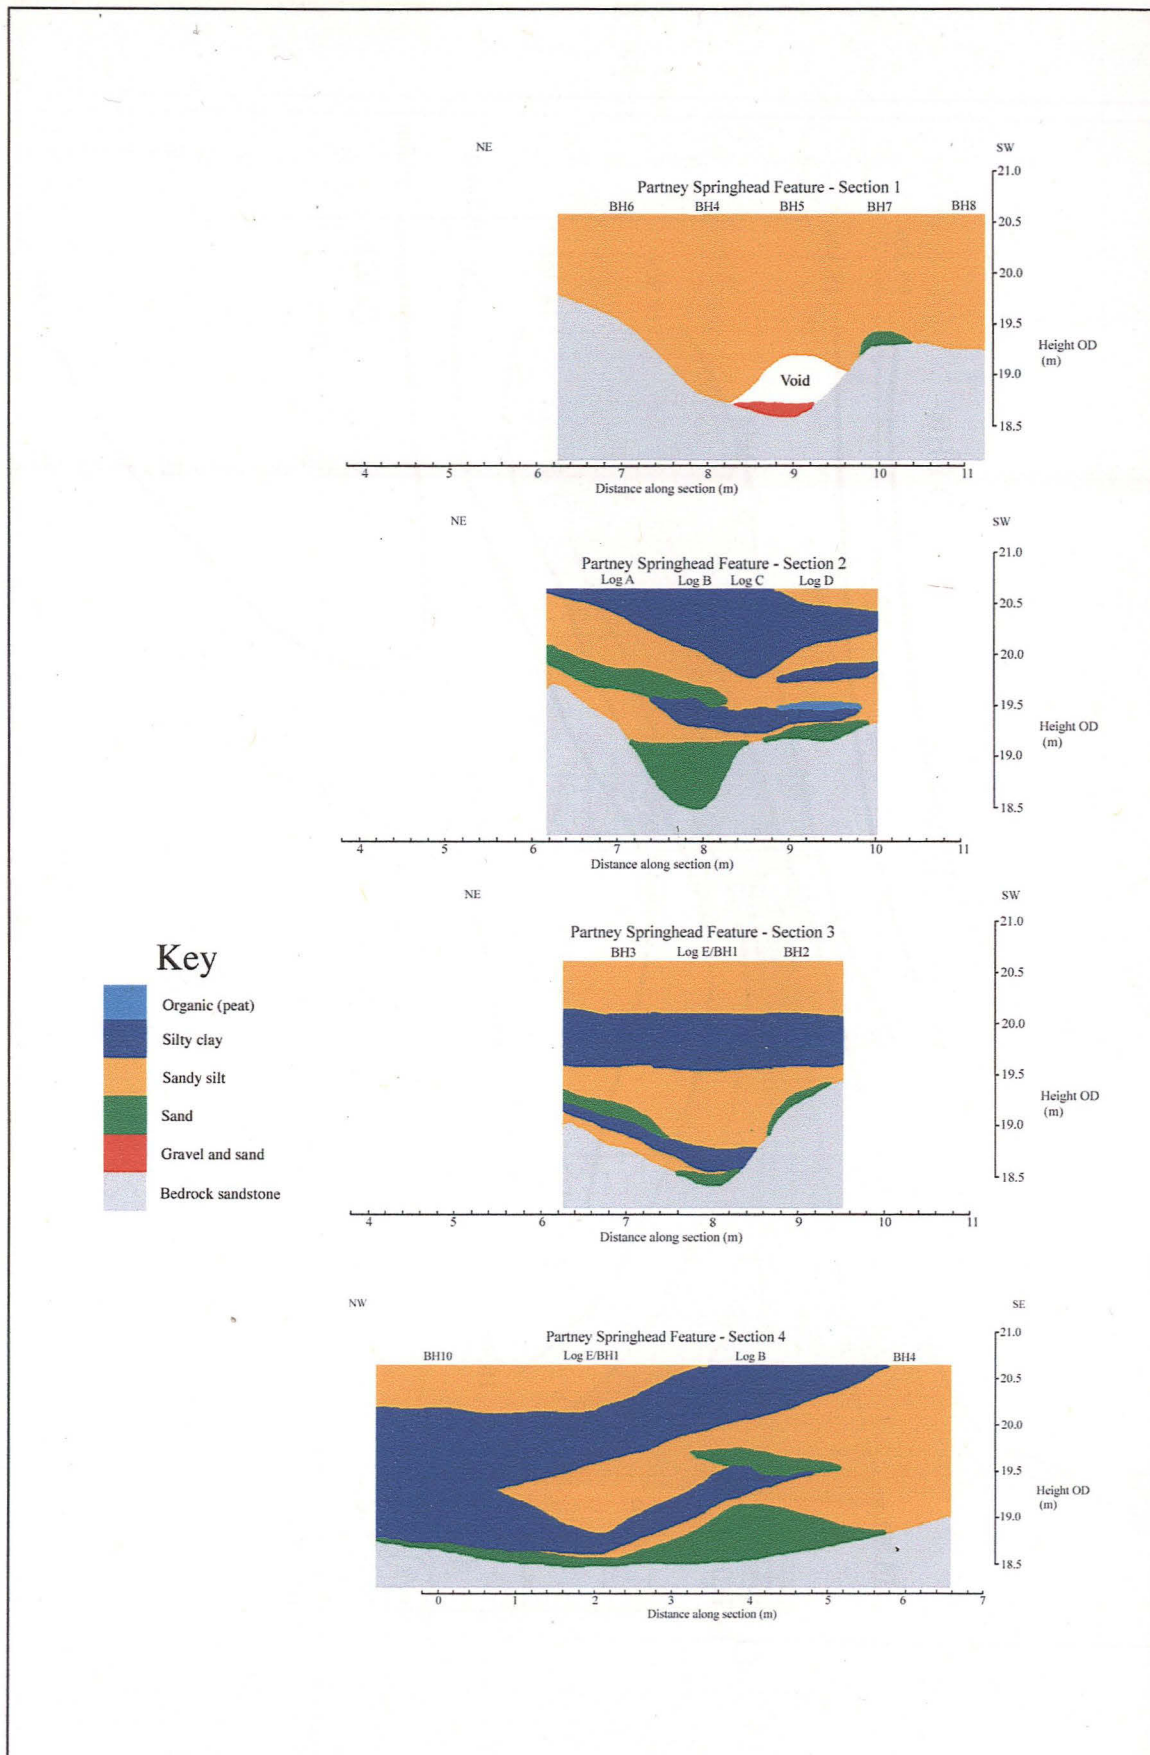 NE SW
Partney Springhead Feature - Section 1
BH6 BH4 BH5 BH7 BH8
21.0
20.5
20.0
19.5
Height OD
(m)
19.0
18.5
Void
4 5 6 7 8 9 10 11
Distance along section (m)
NE SW
Partney Springhead Feature - Section 2
Log A Log B Log C Log D
21.0
20.5
20.0
19.5
Height OD
(m)
19.0
18.5
4 5 6 7 8 9 10 11
Distance along section (m)
NE SW
Partney Springhead Feature - Section 3
BH3 Log E/BH1 BH2
21.0
20.5
20.0
19.5
Height OD
(m)
19.0
18.5
4 5 6 7 8 9 10 11
Distance along section (m)
Key
Organic (peat)
Silty clay
Sandy silt
Sand
Gravel and sand
Bedrock sandstone
NW SE
Partney Springhead Feature - Section 4
BH10 Log E/BH1 Log B BH4
21.0
20.5
20.0
19.5
Height OD
(m)
19.0
18.5
0 1 2 3 4 5 6 7
Distance along section (m)